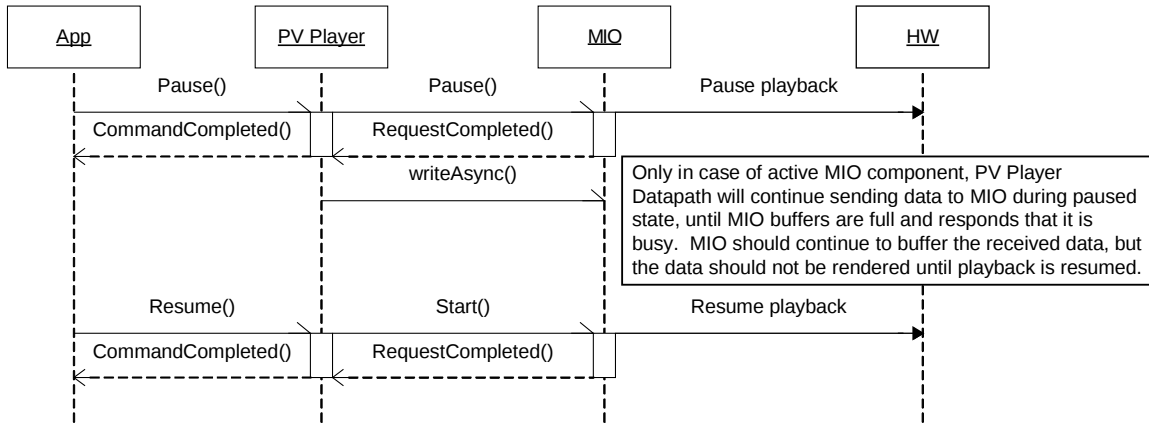 App
PV Player
MIO
HW
Pause()
Pause()
Pause playback
CommandCompleted()
RequestCompleted()
writeAsync()
Only in case of active MIO component, PV Player
Datapath will continue sending data to MIO during paused
state, until MIO buffers are full and responds that it is
busy.  MIO should continue to buffer the received data, but
the data should not be rendered until playback is resumed.
Resume()
Start()
Resume playback
CommandCompleted()
RequestCompleted()